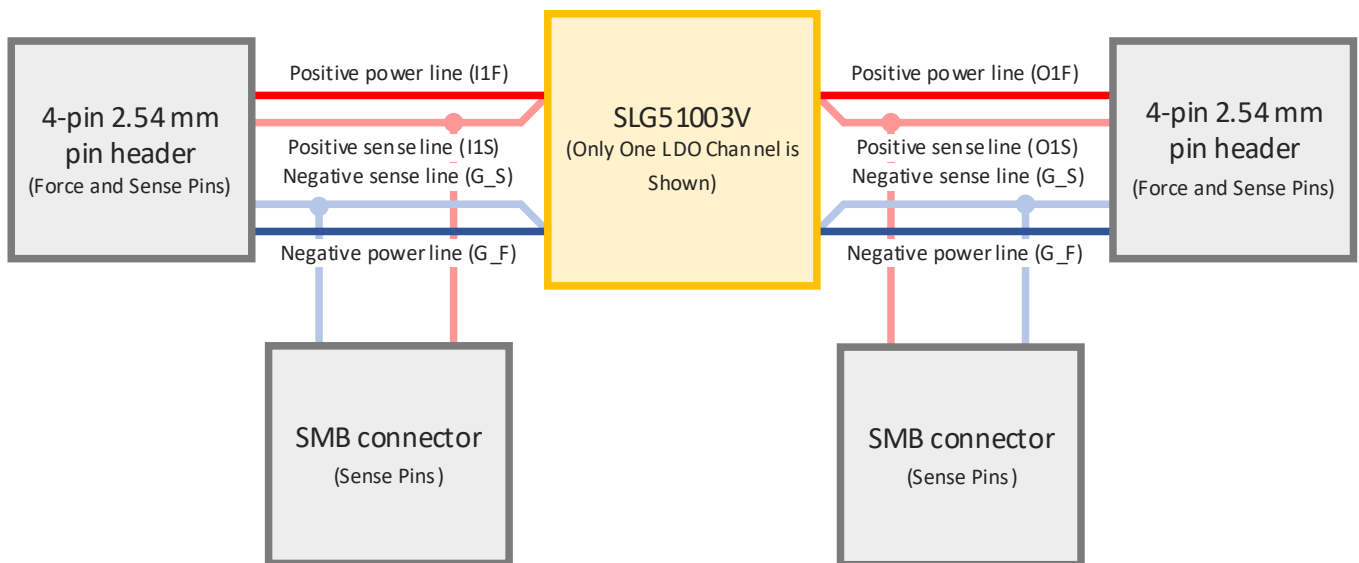 4-pin 2.54 mm
pin header
(Force and Sense Pins)
Positive power line (I1F)
Positive sense line (I1S)
Negative sense line (G_S)
Negative power line (G_F)
SLG51003V
(Only One LDO Channel is
Shown)
Positive power line (O1F)
Positive sense line (O1S)
Negative sense line (G_S)
Negative power line (G_F)
4-pin 2.54 mm
pin header
(Force and Sense Pins)
SMB connector
(Sense Pins)
SMB connector
(Sense Pins)